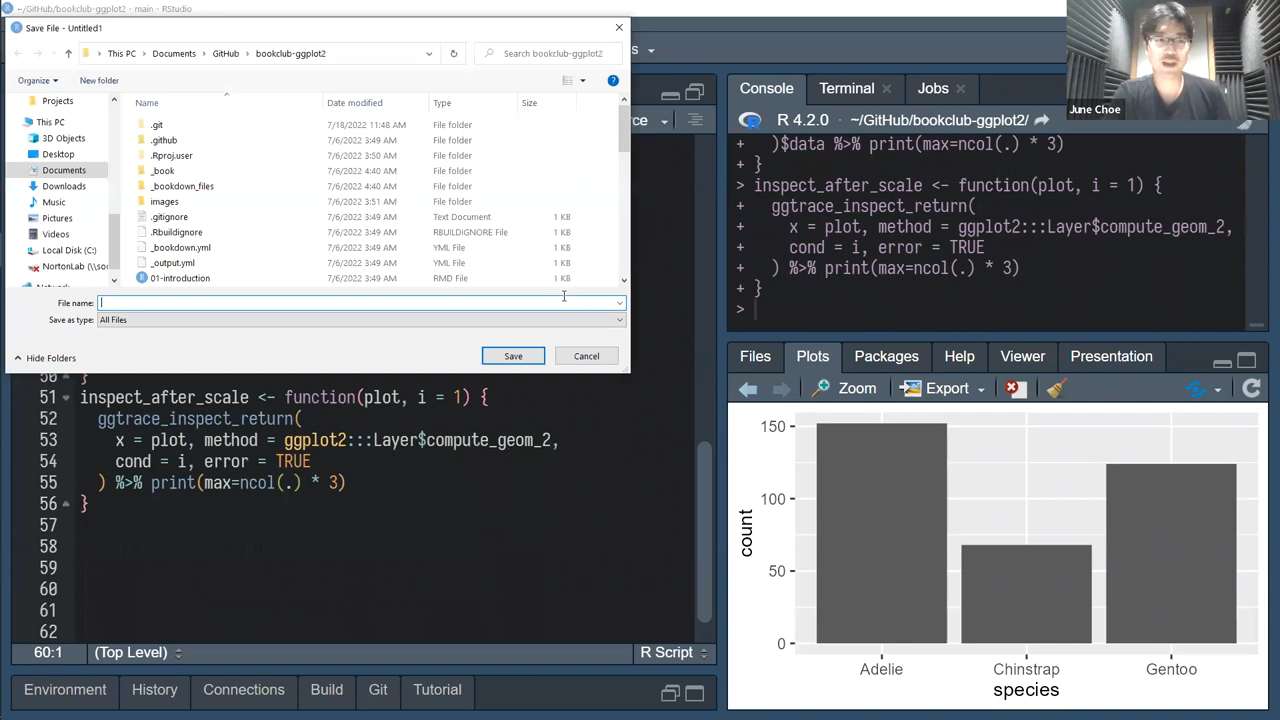 ~/GitHub/bookclub-ggplot2 - main - RStudio
Save File - Untitled1
This PC
Documents
GitHub
bookclub-ggplot2
Search bookclub-ggplot2
Organize
New folder
Name
Date modified
Type
Size
Projects
This PC
3D Objects
Desktop
Documents
Downloads
Music
Pictures
Videos
Local Disk (C:)
.git 7/18/2022 11:48 AM File folder
.github 7/6/2022 3:49 AM File folder
.Rproj.user 7/6/2022 3:50 AM File folder
_book 7/6/2022 4:40 AM File folder
_bookdown_files 7/6/2022 4:40 AM File folder
images 7/6/2022 3:51 AM File folder
.gitignore 7/6/2022 3:49 AM Text Document 1 KB
.Rbuildignore 7/6/2022 3:49 AM RBUILDIGNORE File 1 KB
_bookdown.yml 7/6/2022 3:49 AM YML File 1 KB
_output.yml 7/6/2022 3:49 AM YML File 1 KB
01-introduction 7/6/2022 3:49 AM RMD File 1 KB
File name:
Save as type: All Files
Hide Folders
Save
Cancel
50 }
51 inspect_after_scale <- function(plot, i = 1) {
52 ggtrace_inspect_return(
53 x = plot, method = ggplot2:::Layer$compute_geom_2,
54 cond = i, error = TRUE
55 ) %>% print(max=ncol(.) * 3)
56 }
57
58
59
60
61
62
60:1 (Top Level) R Script
Environment History Connections Build Git Tutorial
Console Terminal Jobs
R 4.2.0 ~/GitHub/bookclub-ggplot2/
+ )$data %>% print(max=ncol(.) * 3)
+ }
> inspect_after_scale <- function(plot, i = 1) {
+ ggtrace_inspect_return(
+ x = plot, method = ggplot2:::Layer$compute_geom_2,
+ cond = i, error = TRUE
+ ) %>% print(max=ncol(.) * 3)
+ }
>
June Choe
Files Plots Packages Help Viewer Presentation
Zoom Export
150
100
50
0
count
Adelie Chinstrap Gentoo
species